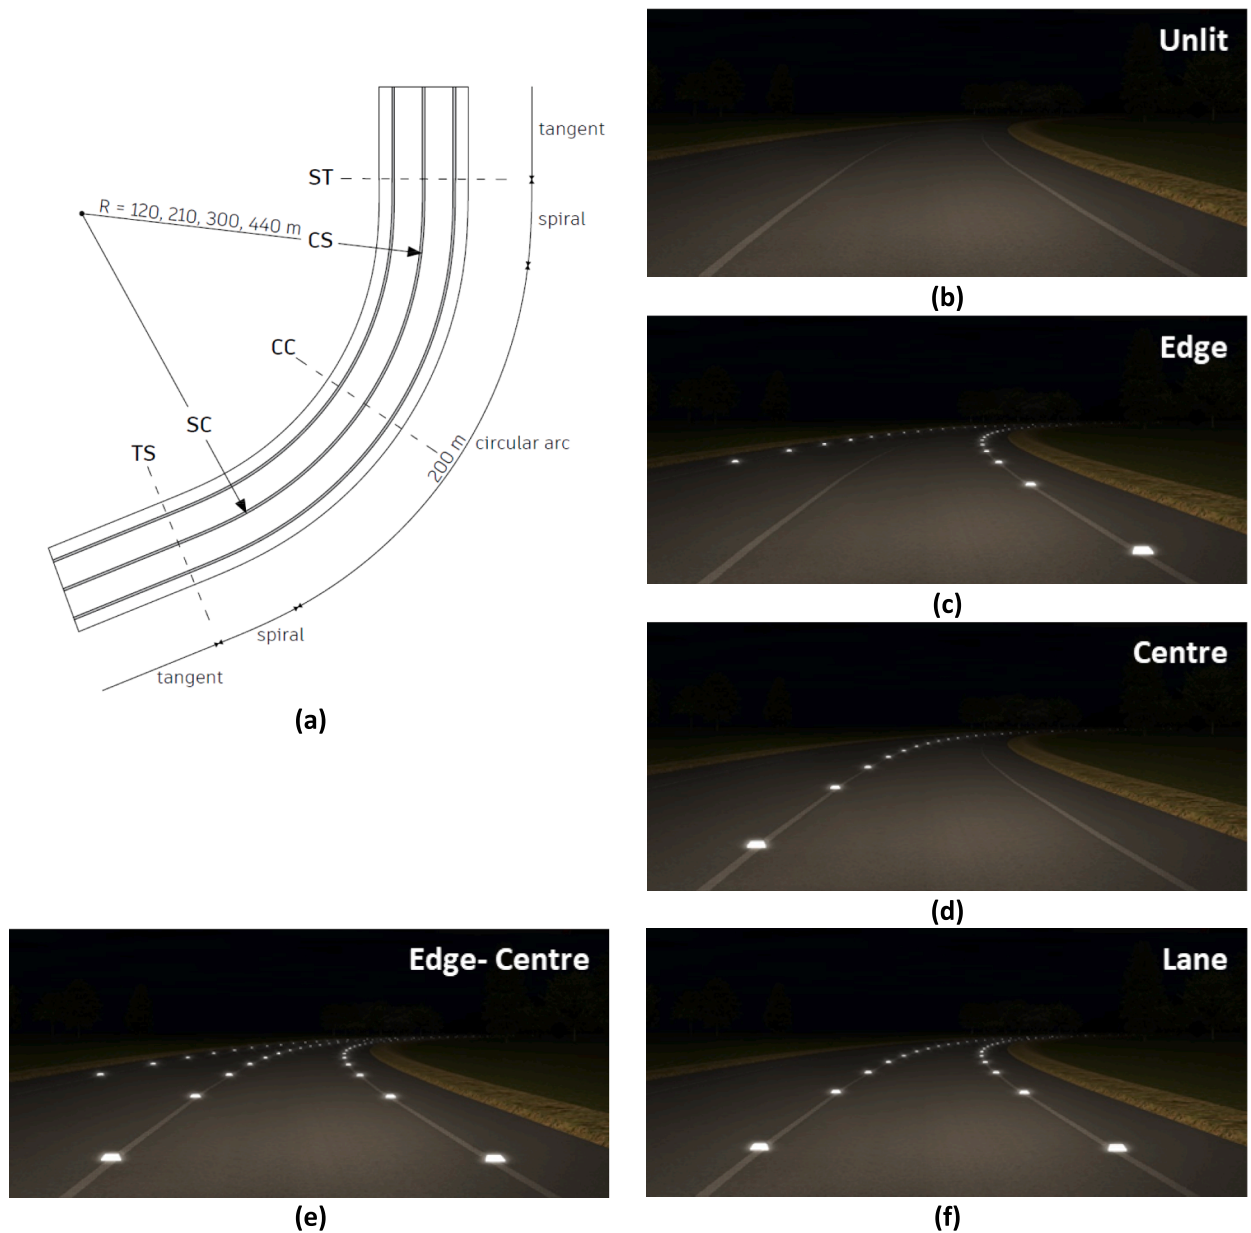 tangent
ST
spiral
R = 120, 210, 300, 440 m
CS
CC
SC
circular arc
TS
200 m
spiral
tangent
(a)
Unlit
(b)
Edge
(c)
Centre
(d)
Edge- Centre
(e)
Lane
(f)